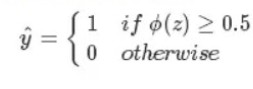 ŷ = { 1 if ϕ(z) ≥ 0.5
0 otherwise